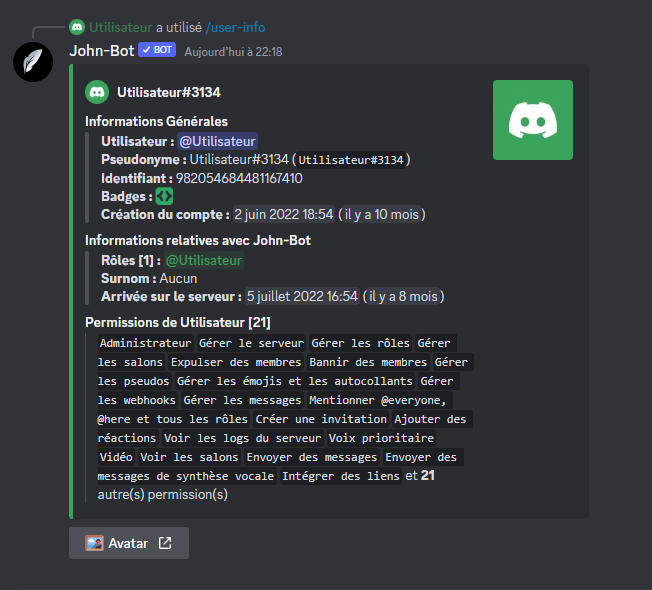 Utilisateur a utilisé /user-info
John-Bot BOT Aujourd'hui à 22:18
Utilisateur#3134
Informations Générales
Utilisateur : @Utilisateur
Pseudonyme : Utilisateur#3134 (Utilisateur#3134)
Identifiant : 982054684481167410
Badges :
Création du compte : 2 juin 2022 18:54 (il y a 10 mois)
Informations relatives avec John-Bot
Rôles [1] : @Utilisateur
Surnom : Aucun
Arrivée sur le serveur : 5 juillet 2022 16:54 (il y a 8 mois)
Permissions de Utilisateur [21]
Administrateur Gérer le serveur Gérer les rôles Gérer
les salons Expulser des membres Bannir des membres Gérer
les pseudos Gérer les émojis et les autocollants Gérer
les webhooks Gérer les messages Mentionner @everyone,
@here et tous les rôles Créer une invitation Ajouter des
réactions Voir les logs du serveur Voix prioritaire
Vidéo Voir les salons Envoyer des messages Envoyer des
messages de synthèse vocale Intégrer des liens et 21
autre(s) permission(s)
Avatar